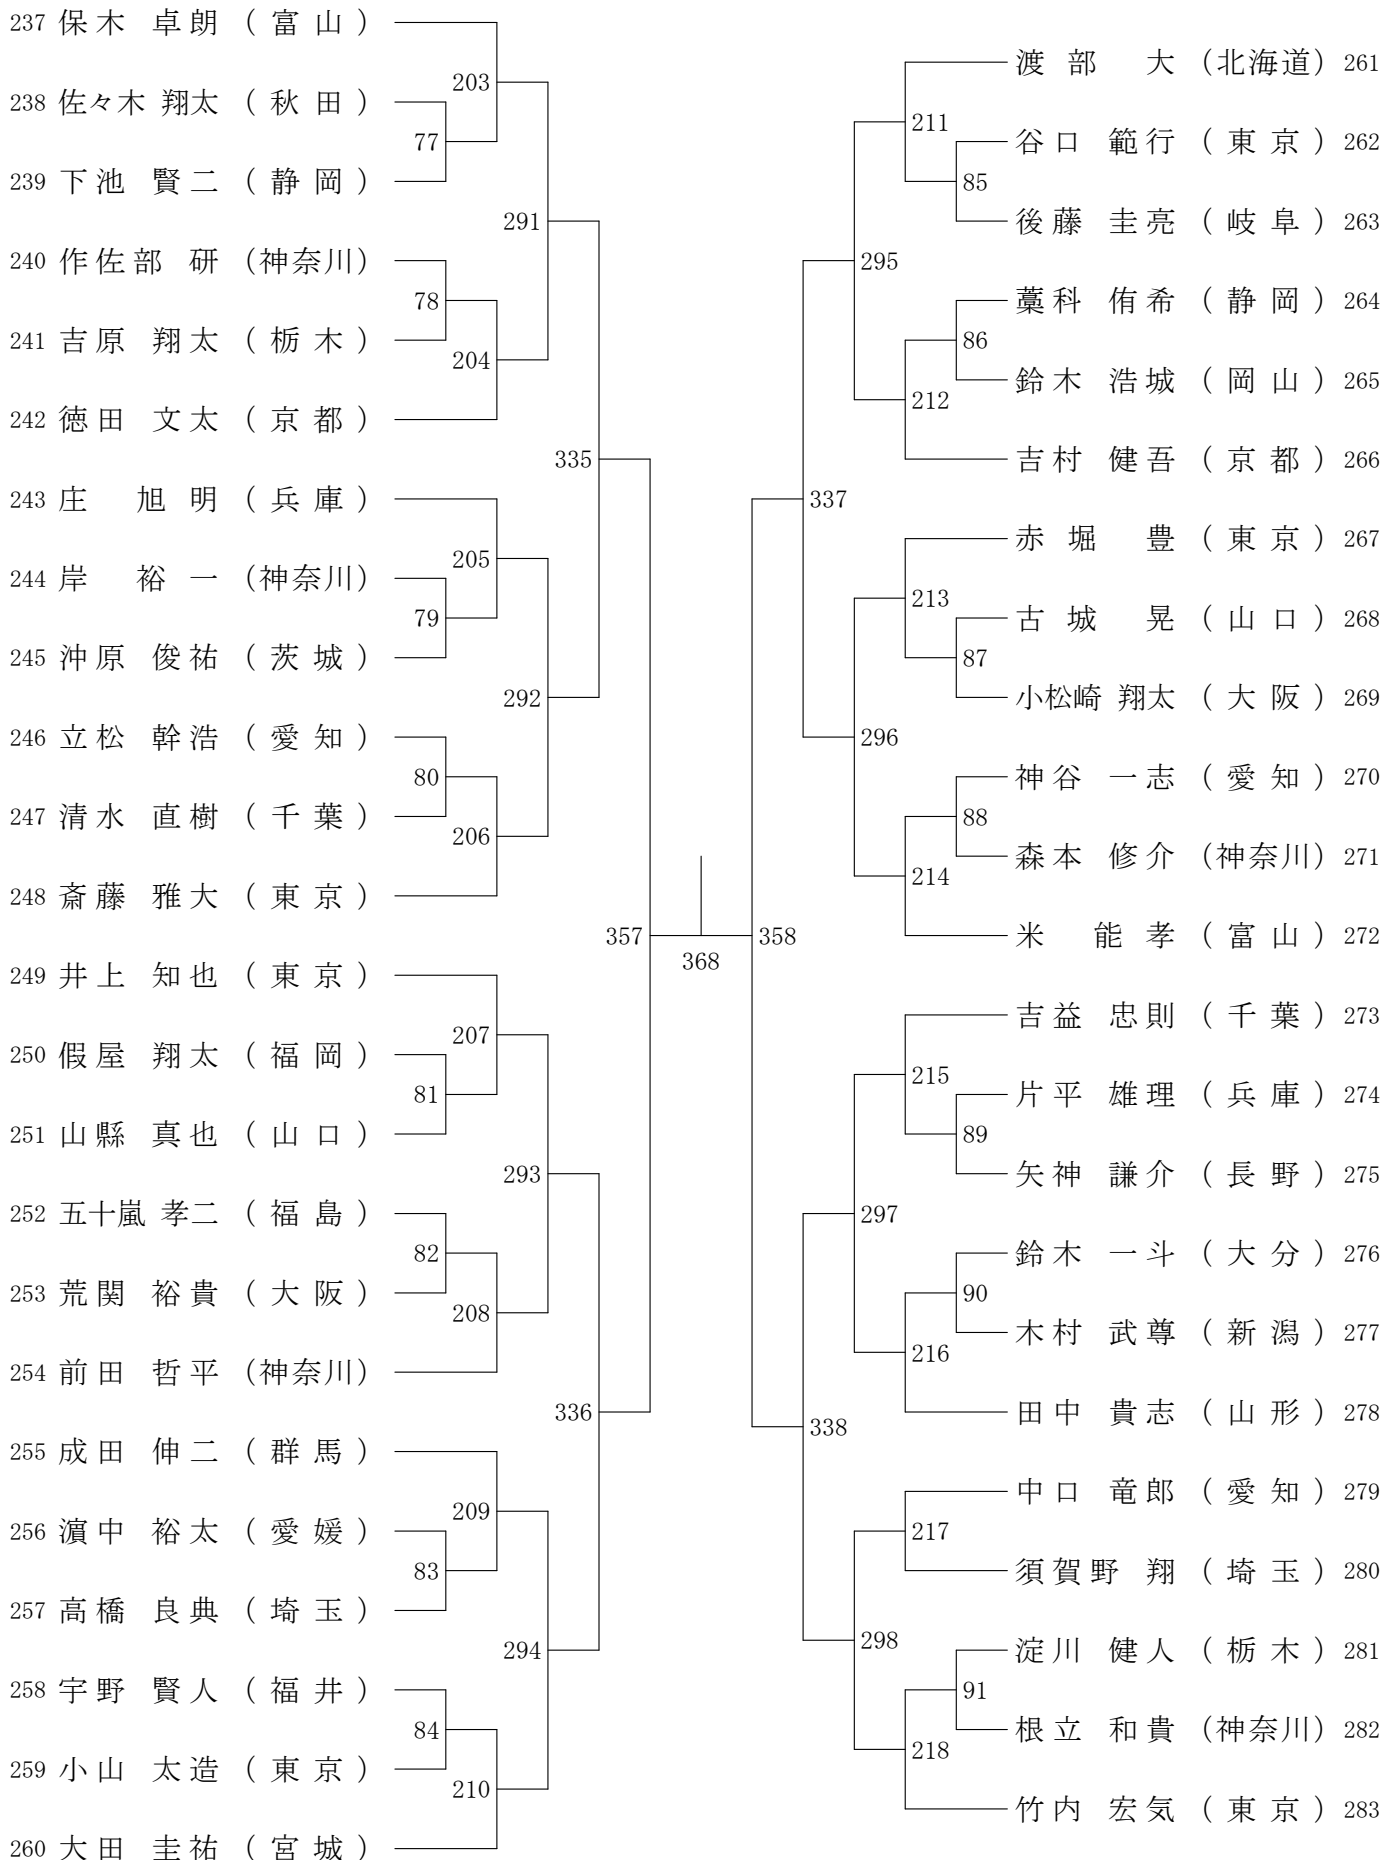 237 保木 卓朗 (富山)
203
238 佐々木 翔太 (秋田)
77
239 下池 賢二 (静岡)
291
240 作佐部 研 (神奈川)
78
241 吉原 翔太 (栃木)
204
242 徳田 文太 (京都)
335
243 庄 旭明 (兵庫)
205
244 岸 裕一 (神奈川)
79
245 沖原 俊祐 (茨城)
292
246 立松 幹浩 (愛知)
80
247 清水 直樹 (千葉)
206
248 斎藤 雅大 (東京)
357
249 井上 知也 (東京)
207
250 假屋 翔太 (福岡)
81
251 山縣 真也 (山口)
293
252 五十嵐 孝二 (福島)
82
253 荒関 裕貴 (大阪)
208
254 前田 哲平 (神奈川)
336
255 成田 伸二 (群馬)
209
256 濵中 裕太 (愛媛)
83
257 高橋 良典 (埼玉)
294
258 宇野 賢人 (福井)
84
259 小山 太造 (東京)
210
260 大田 圭祐 (宮城)
368
渡部 大 (北海道) 261
211
谷口 範行 (東京) 262
85
後藤 圭亮 (岐阜) 263
295
藁科 侑希 (静岡) 264
86
鈴木 浩城 (岡山) 265
212
吉村 健吾 (京都) 266
337
赤堀 豊 (東京) 267
213
古城 晃 (山口) 268
87
小松崎 翔太 (大阪) 269
296
神谷 一志 (愛知) 270
88
森本 修介 (神奈川) 271
214
米 能孝 (富山) 272
358
吉益 忠則 (千葉) 273
215
片平 雄理 (兵庫) 274
89
矢神 謙介 (長野) 275
297
鈴木 一斗 (大分) 276
90
木村 武尊 (新潟) 277
216
田中 貴志 (山形) 278
338
中口 竜郎 (愛知) 279
217
須賀野 翔 (埼玉) 280
298
淀川 健人 (栃木) 281
91
根立 和貴 (神奈川) 282
218
竹内 宏気 (東京) 283